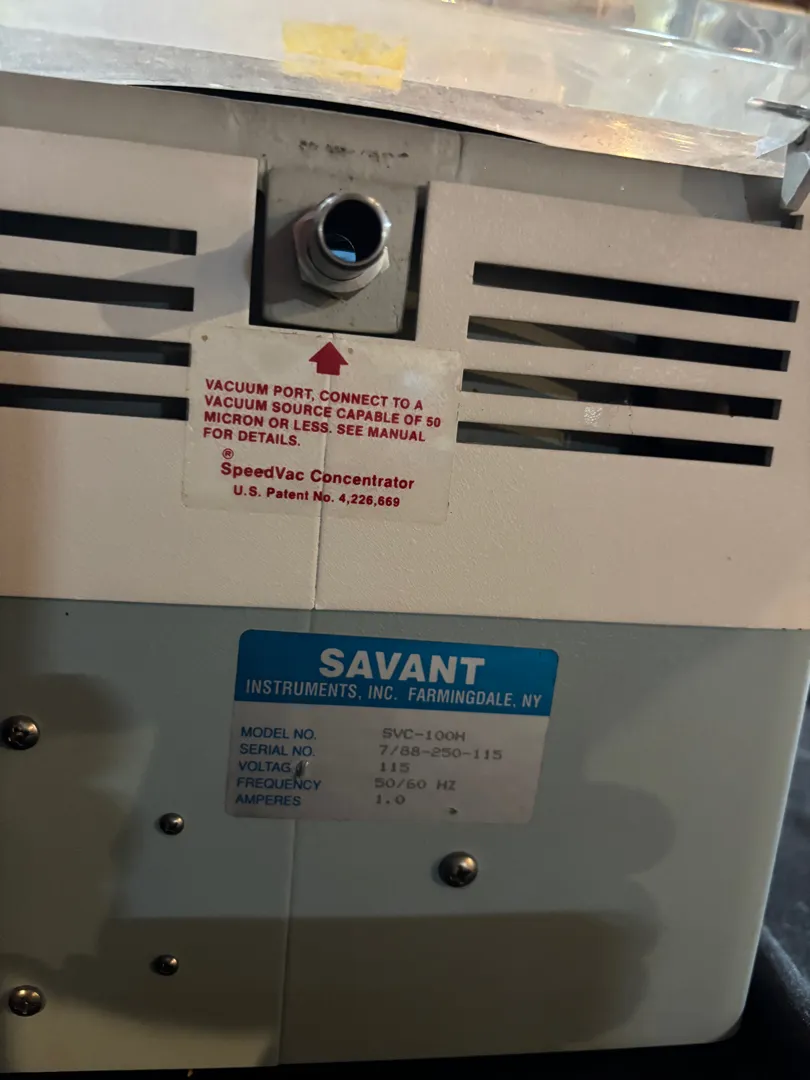 VACUUM PORT, CONNECT TO A
VACUUM SOURCE CAPABLE OF 50
MICRON OR LESS. SEE MANUAL
FOR DETAILS.
®
SpeedVac Concentrator
U.S. Patent No. 4,226,669
SAVANT
INSTRUMENTS, INC. FARMINGDALE, NY
MODEL NO. SVC-100H
SERIAL NO. 7/88-250-115
VOLTAG 115
FREQUENCY 50/60 HZ
AMPERES 1.0